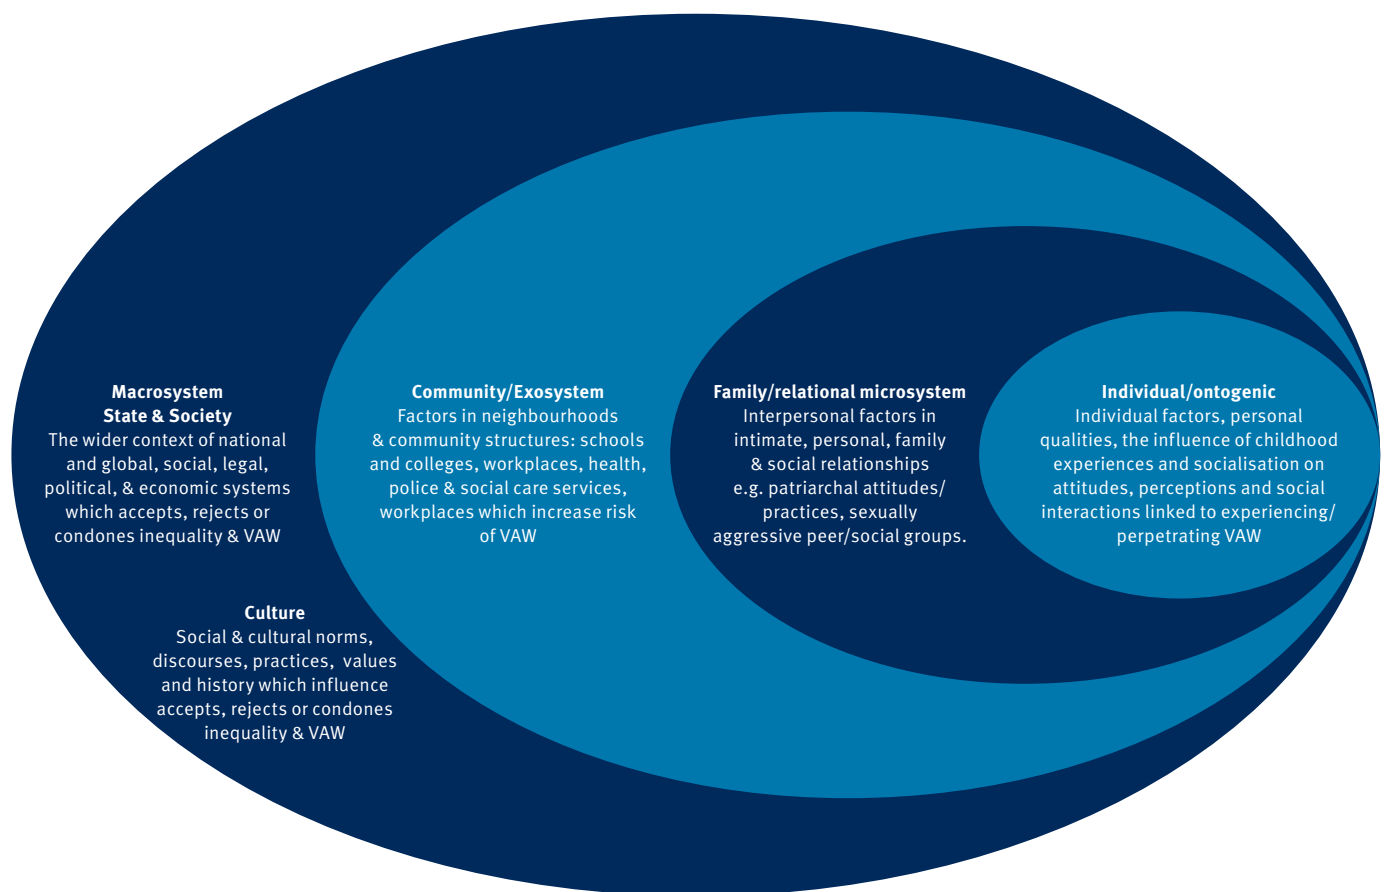 Macrosystem
State & Society
The wider context of national
and global, social, legal,
political, & economic systems
which accepts, rejects or
condones inequality & VAW
Culture
Social & cultural norms,
discourses, practices, values
and history which influence
accepts, rejects or condones
inequality & VAW
Community/Exosystem
Factors in neighbourhoods
& community structures: schools
and colleges, workplaces, health,
police & social care services,
workplaces which increase risk
of VAW
Family/relational microsystem
Interpersonal factors in
intimate, personal, family
& social relationships
e.g. patriarchal attitudes/
practices, sexually
aggressive peer/social groups.
Individual/ontogenic
Individual factors, personal
qualities, the influence of childhood
experiences and socialisation on
attitudes, perceptions and social
interactions linked to experiencing/
perpetrating VAW